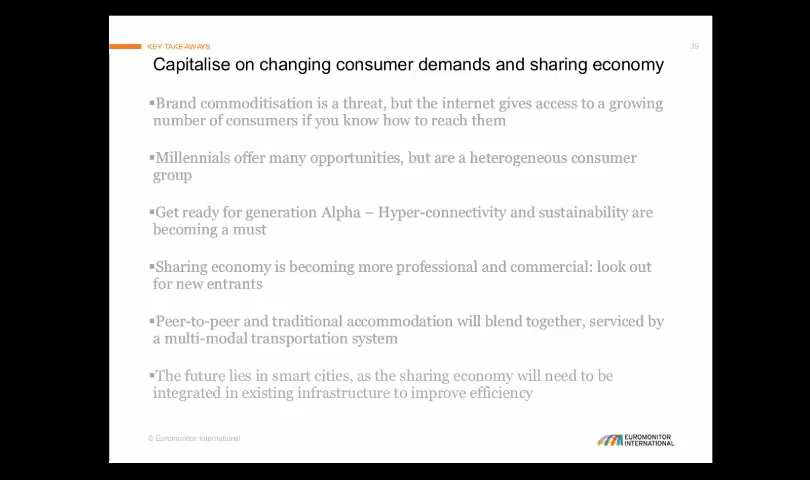 KEY TAKE-AWAYS
39
Capitalise on changing consumer demands and sharing economy
▪Brand commoditisation is a threat, but the internet gives access to a growing
number of consumers if you know how to reach them
▪Millennials offer many opportunities, but are a heterogeneous consumer
group
▪Get ready for generation Alpha – Hyper-connectivity and sustainability are
becoming a must
▪Sharing economy is becoming more professional and commercial: look out
for new entrants
▪Peer-to-peer and traditional accommodation will blend together, serviced by
a multi-modal transportation system
▪The future lies in smart cities, as the sharing economy will need to be
integrated in existing infrastructure to improve efficiency
© Euromonitor International
EUROMONITOR
INTERNATIONAL